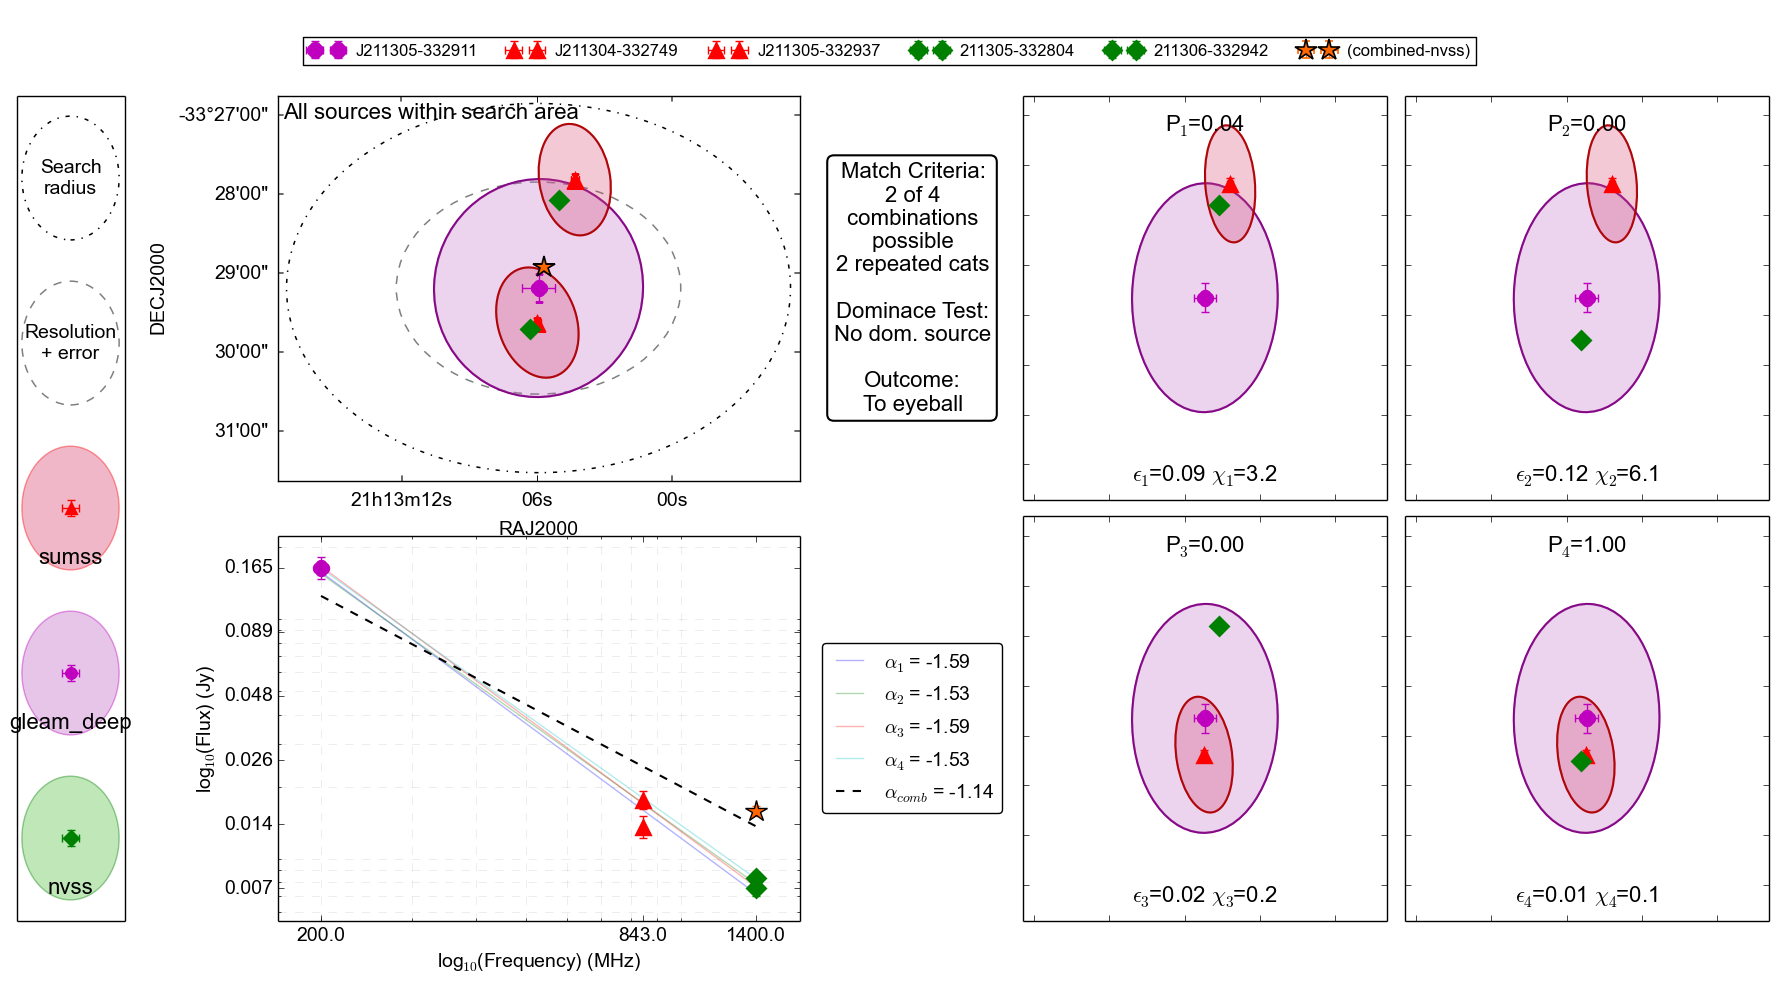 J211305-332911 J211304-332749 J211305-332937 211305-332804 211306-332942 (combined-nvss)
Search
radius
Resolution
+ error
sumss
gleam_deep
nvss
All sources within search area
DECJ2000
-33°27'00"
28'00"
29'00"
30'00"
31'00"
21h13m12s 06s 00s
RAJ2000
Match Criteria:
2 of 4
combinations
possible
2 repeated cats
Dominace Test:
No dom. source
Outcome:
To eyeball
log₁₀(Flux) (Jy)
0.165
0.089
0.048
0.026
0.014
0.007
200.0 843.0 1400.0
log₁₀(Frequency) (MHz)
α₁ = -1.59
α₂ = -1.53
α₃ = -1.59
α₄ = -1.53
α_comb = -1.14
P₁=0.04
ϵ₁=0.09 χ₁=3.2
P₂=0.00
ϵ₂=0.12 χ₂=6.1
P₃=0.00
ϵ₃=0.02 χ₃=0.2
P₄=1.00
ϵ₄=0.01 χ₄=0.1